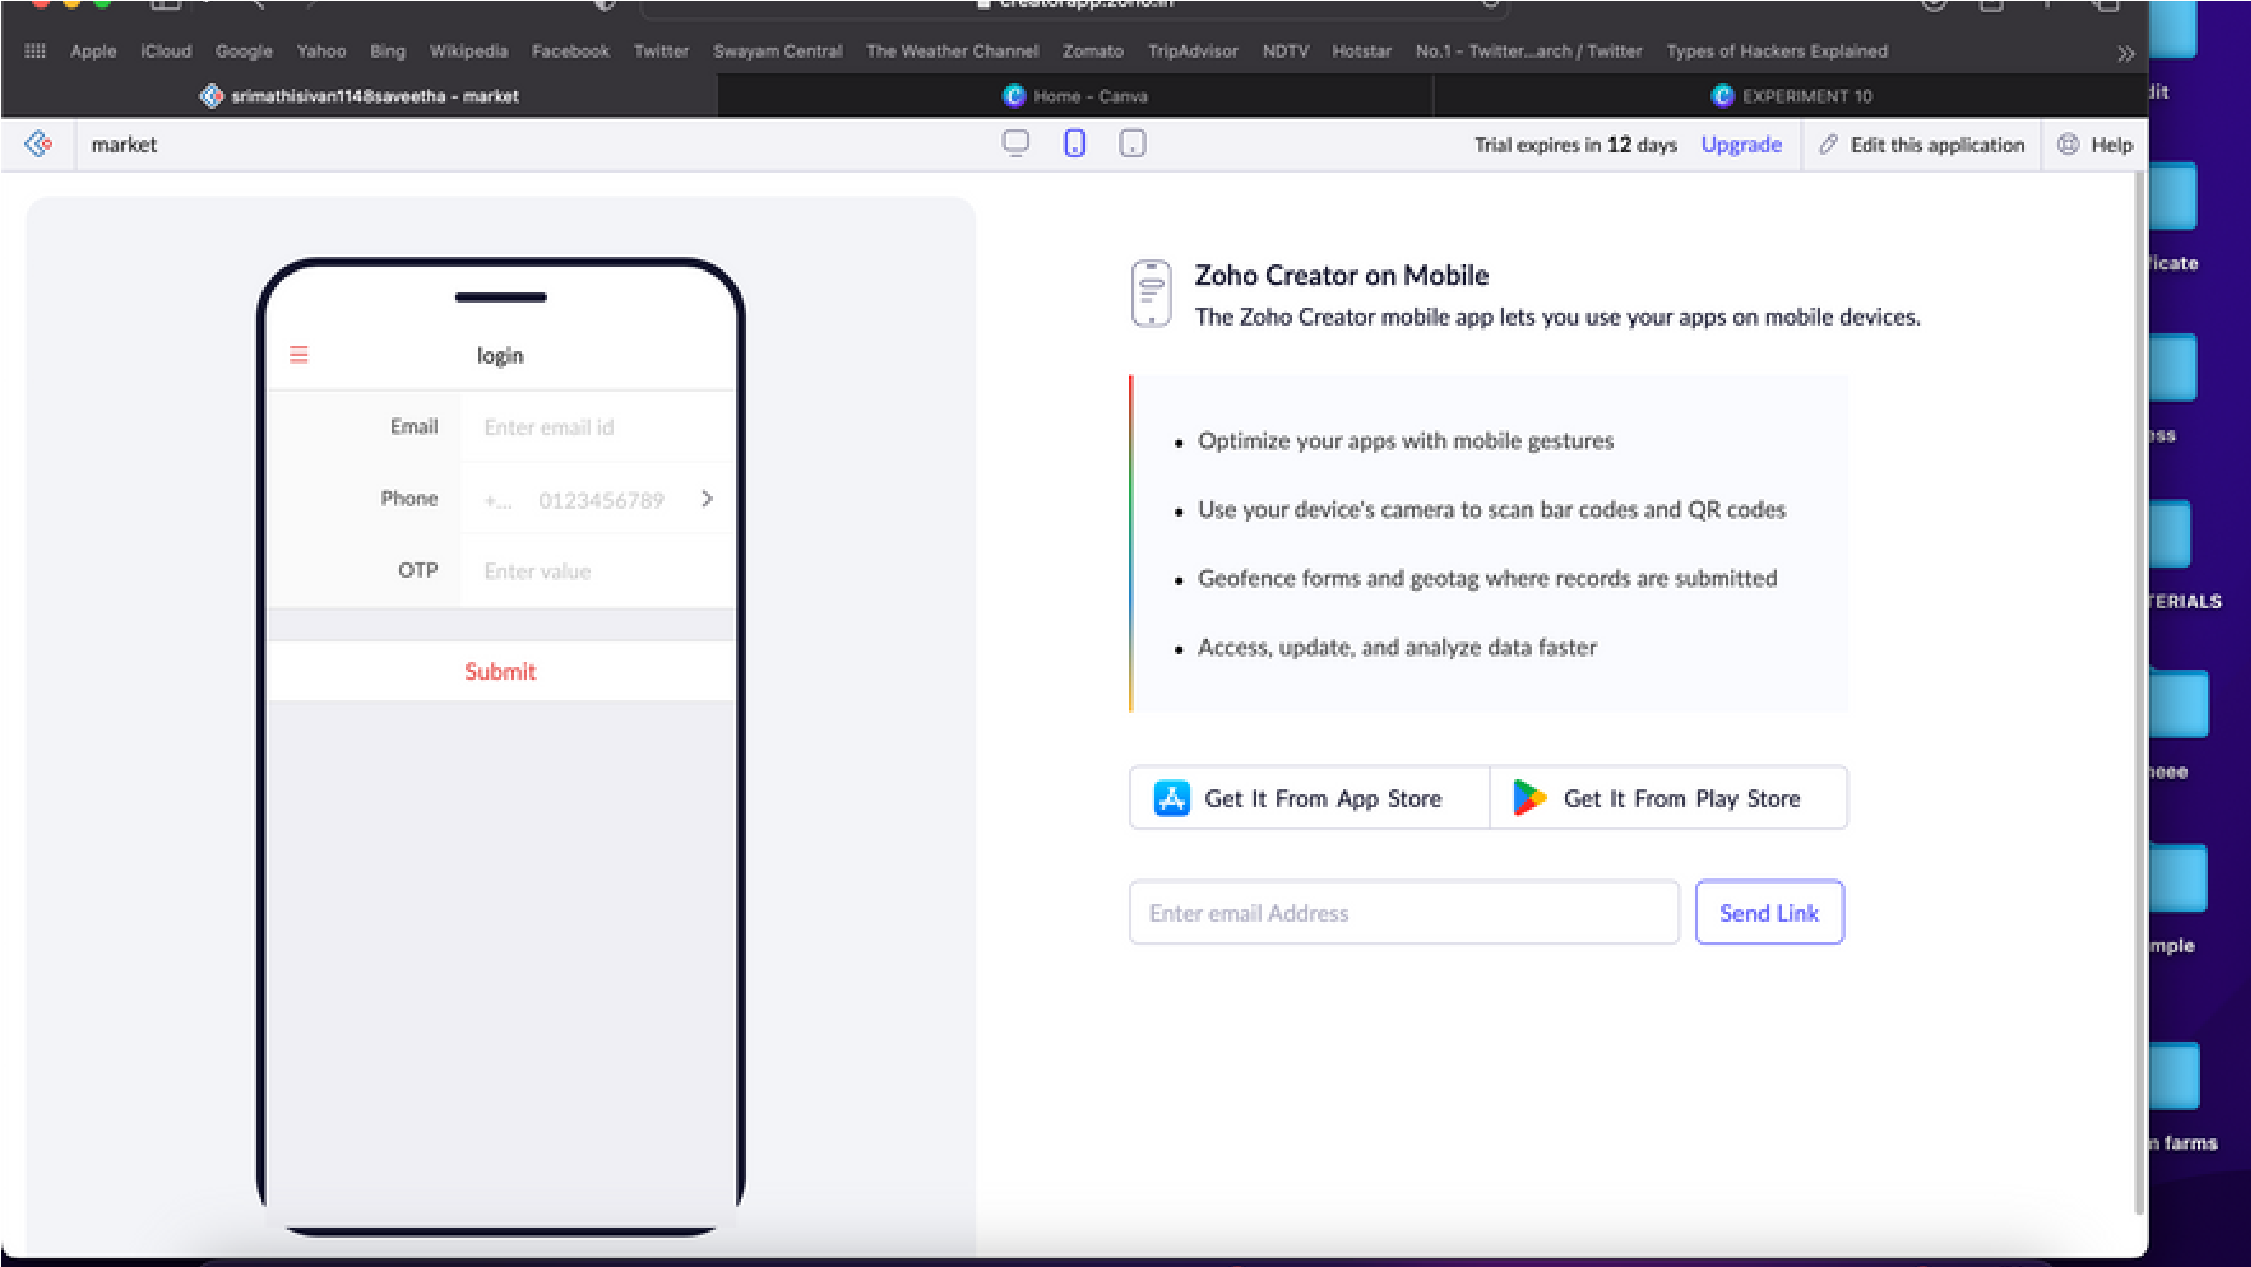 creatorapp.zoho.in
Apple iCloud Google Yahoo Bing Wikipedia Facebook Twitter Swayam Central The Weather Channel Zomato TripAdvisor NDTV Hotstar No.1 - Twitter...arch / Twitter Types of Hackers Explained
srimathisivan1148saveetha - market Home - Canva EXPERIMENT 10
market Trial expires in 12 days Upgrade Edit this application Help
login
Email Enter email id
Phone +... 0123456789
OTP Enter value
Submit
Zoho Creator on Mobile
The Zoho Creator mobile app lets you use your apps on mobile devices.
• Optimize your apps with mobile gestures
• Use your device's camera to scan bar codes and QR codes
• Geofence forms and geotag where records are submitted
• Access, update, and analyze data faster
Get It From App Store Get It From Play Store
Enter email Address Send Link
ficate
TERIALS
mple
n farms